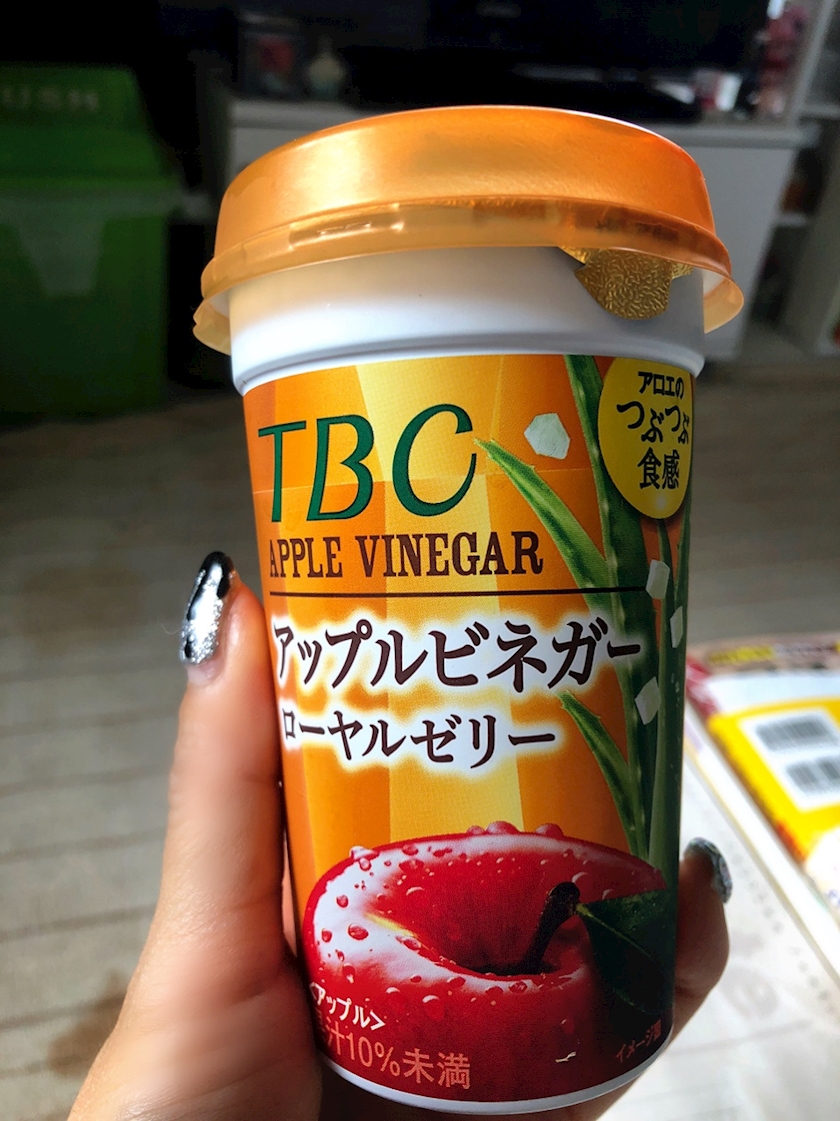 アロエの
つぶつぶ
食感
TBC
APPLE VINEGAR
アップルビネガー
ローヤルゼリー
<アップル>
汁10%未満
イメージ